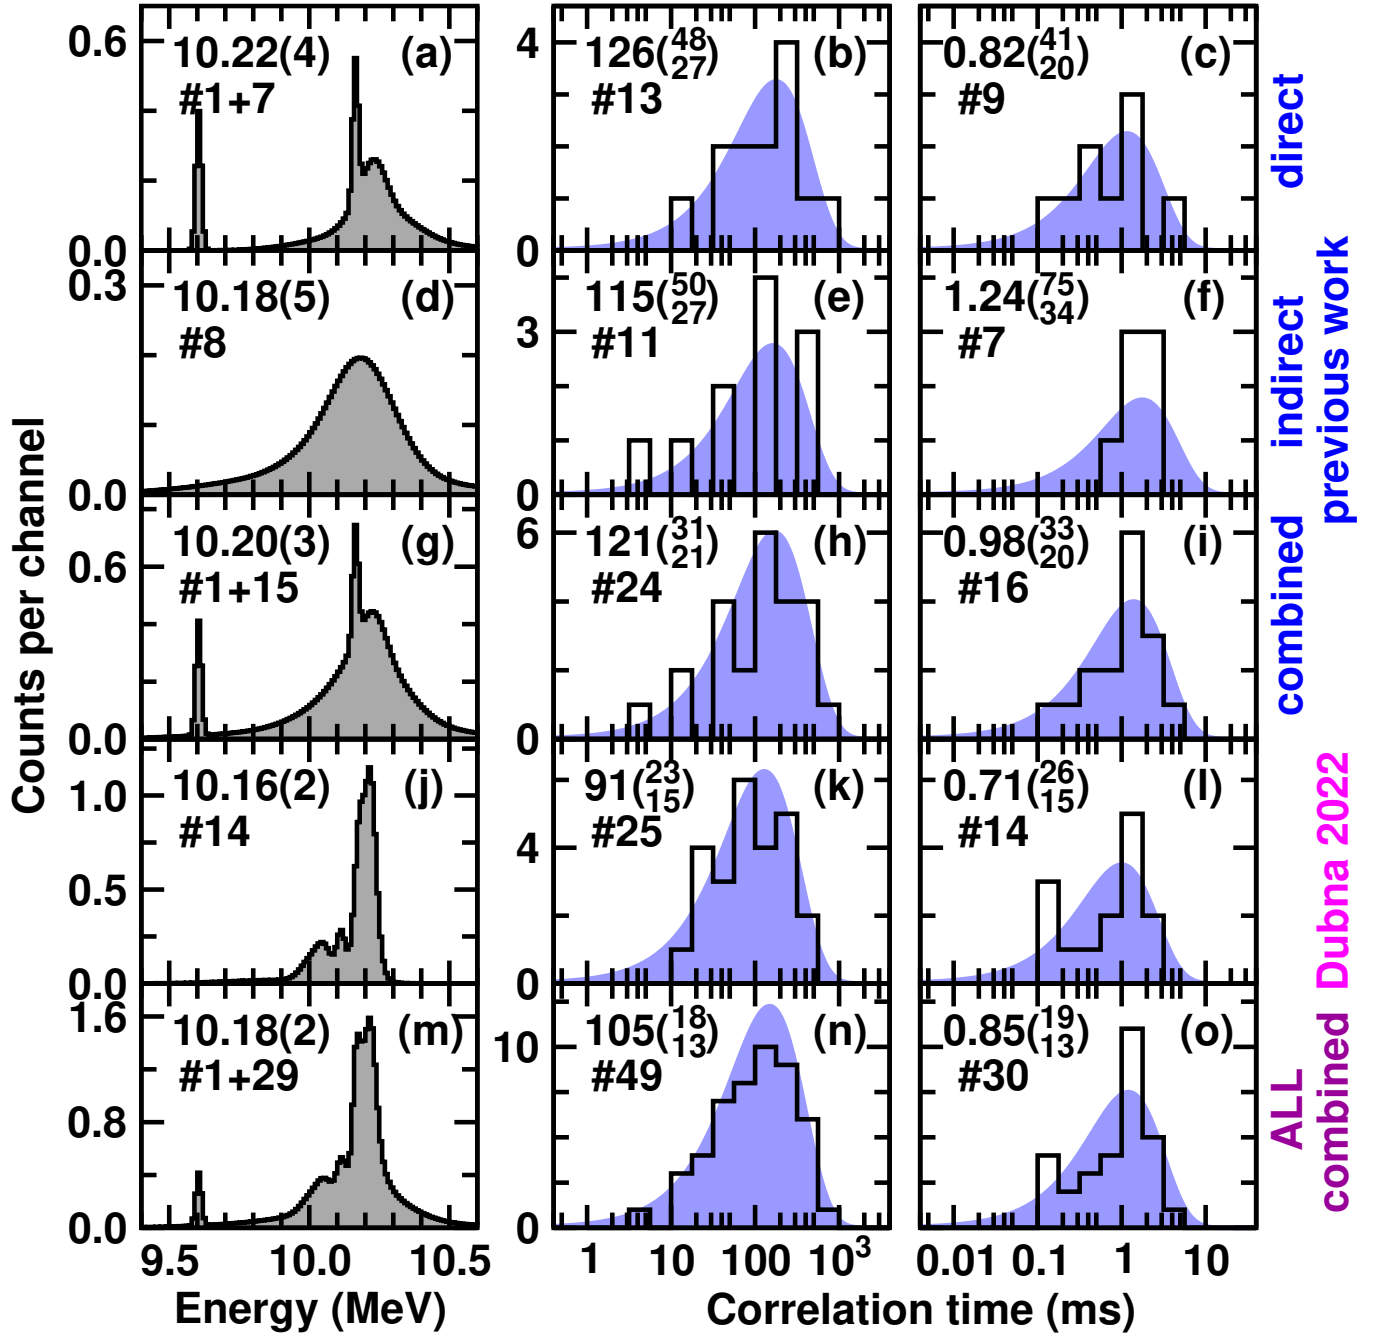 0.6
10.22(4)
(a)
#1+7
0.0
4
126(48/27)
(b)
#13
0
0.82(41/20)
(c)
#9
direct
0.3
10.18(5)
(d)
#8
0.0
3
115(50/27)
(e)
#11
0
1.24(75/34)
(f)
#7
indirect
previous work
0.6
10.20(3)
(g)
#1+15
0.0
6
121(31/21)
(h)
#24
0
0.98(33/20)
(i)
#16
combined
1.0
0.5
0.0
10.16(2)
(j)
#14
4
0
91(23/15)
(k)
#25
0.71(26/15)
(l)
#14
Dubna 2022
1.6
0.8
0.0
10.18(2)
(m)
#1+29
10
0
105(18/13)
(n)
#49
0.85(19/13)
(o)
#30
ALL
combined
Counts per channel
9.5 10.0 10.5
Energy (MeV)
1 10 100 10³
0.01 0.1 1 10
Correlation time (ms)